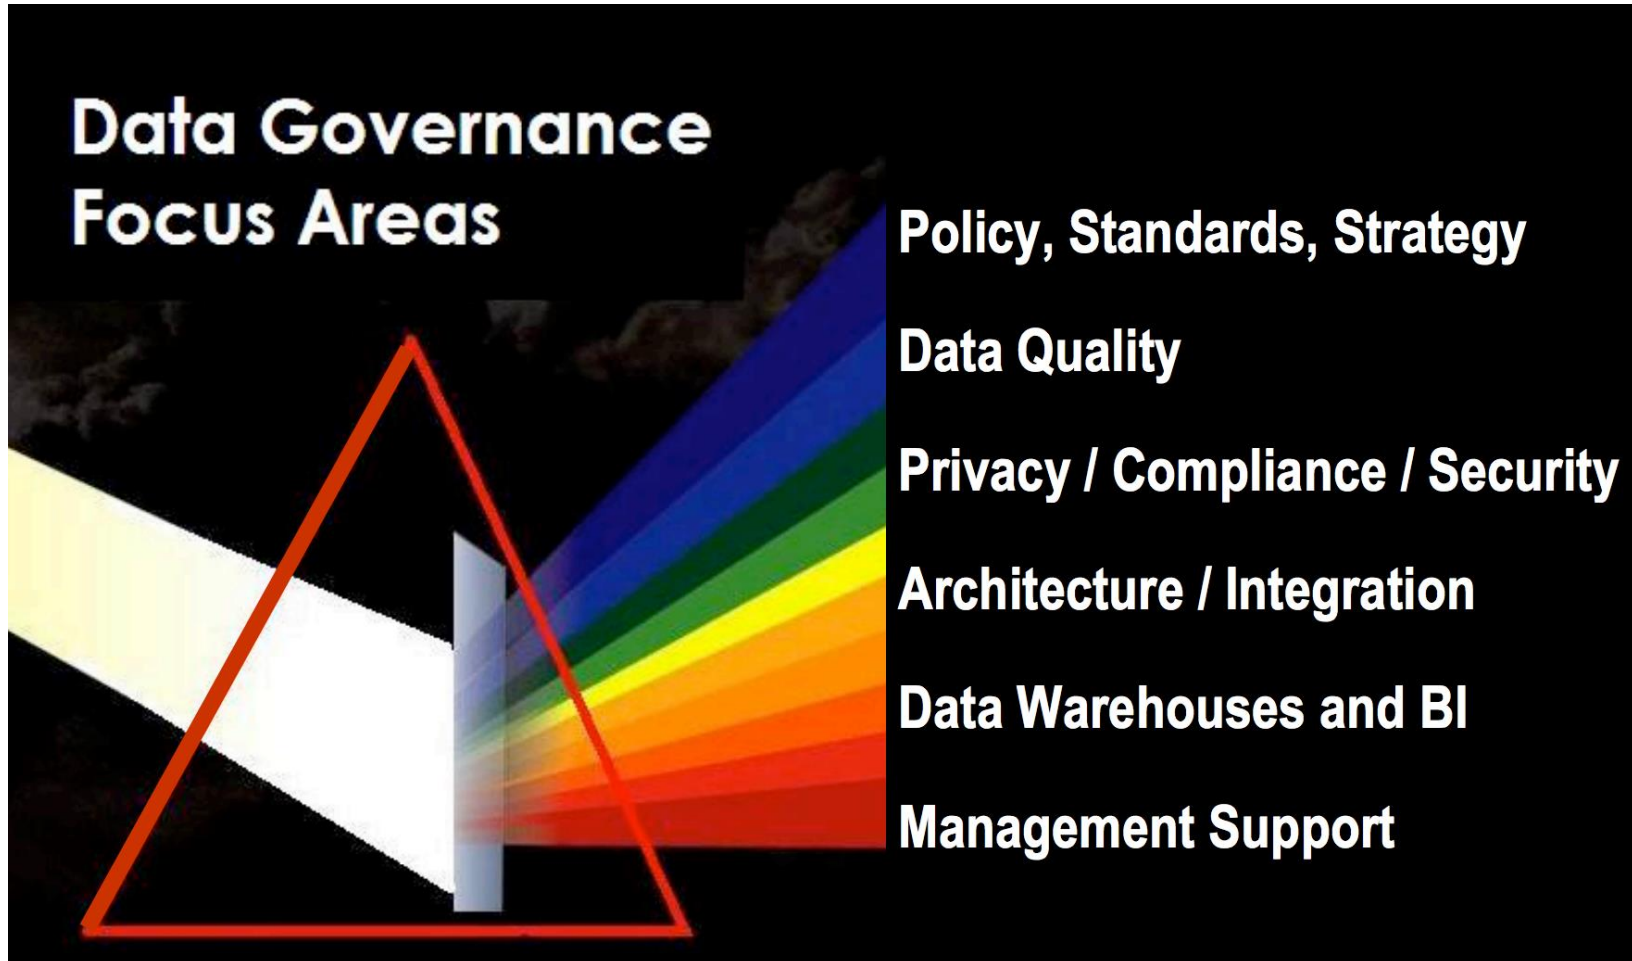 Data Governance
Focus Areas
Policy, Standards, Strategy
Data Quality
Privacy / Compliance / Security
Architecture / Integration
Data Warehouses and BI
Management Support